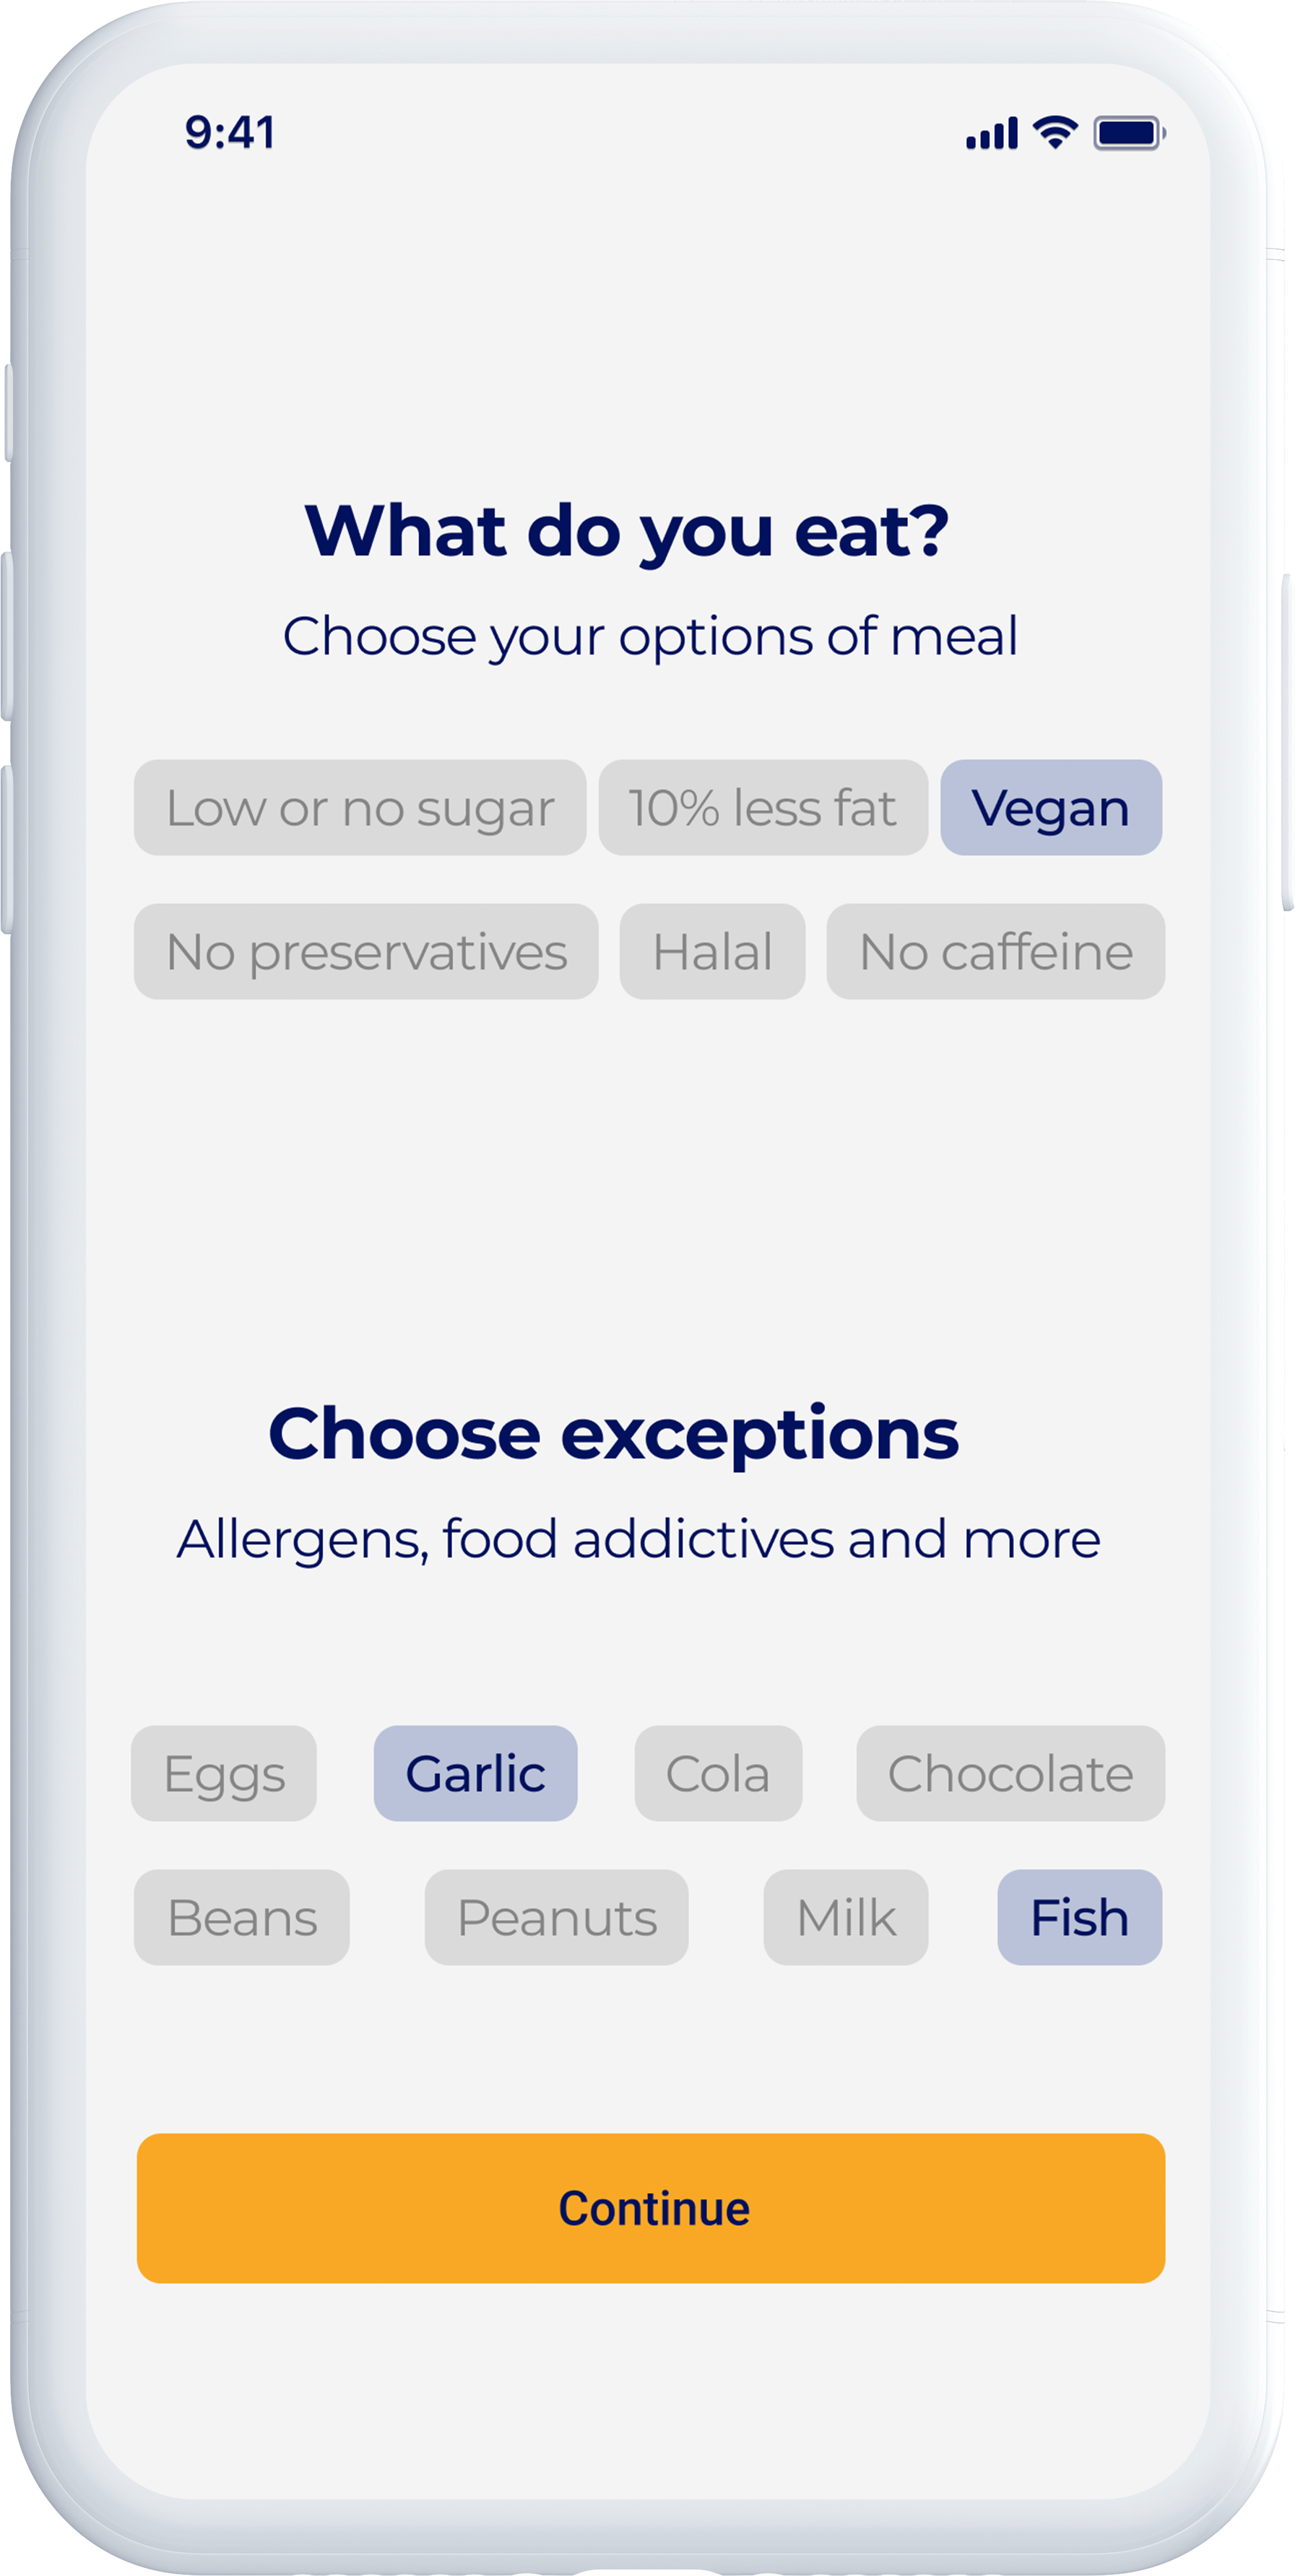 9:41
What do you eat?
Choose your options of meal
Low or no sugar 10% less fat Vegan
No preservatives Halal No caffeine
Choose exceptions
Allergens, food addictives and more
Eggs Garlic Cola Chocolate
Beans Peanuts Milk Fish
Continue